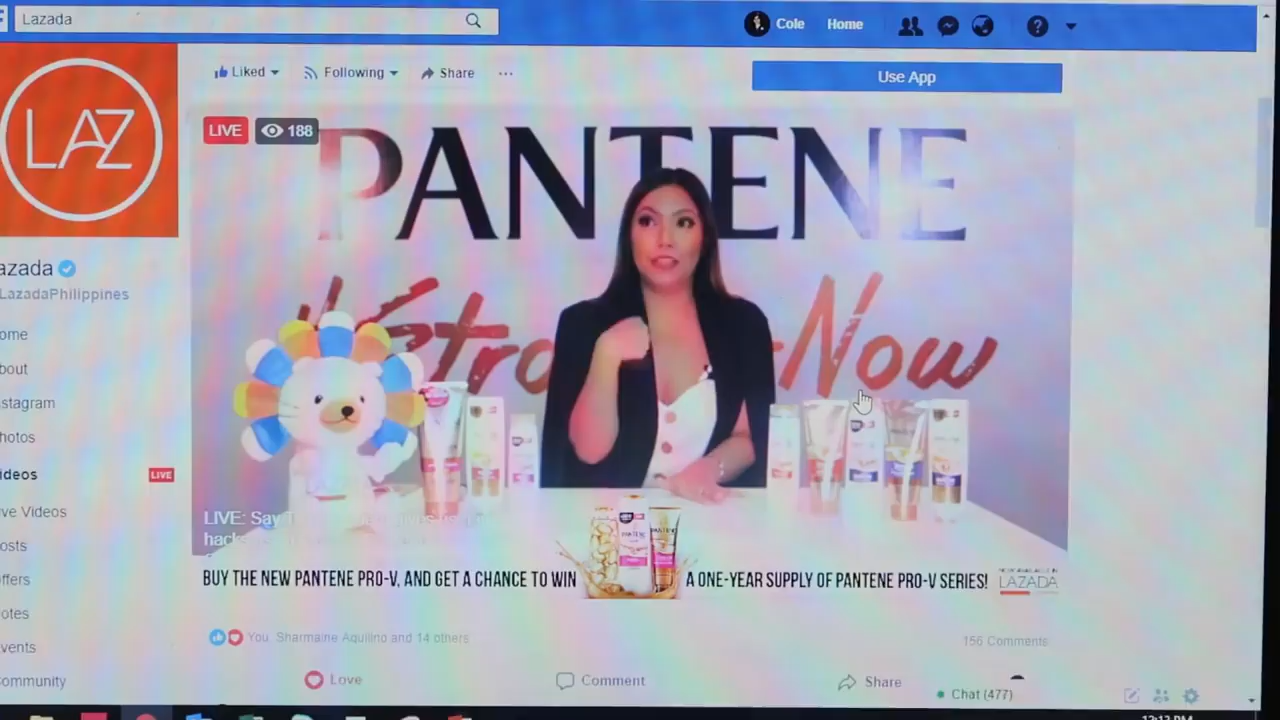 Lazada
Cole
Home
Liked
Following
Share
Use App
LAZ
LIVE
188
PANTENE
Now
azada
LazadaPhilippines
ome
bout
stagram
hotos
ideos
LIVE
ve Videos
osts
ffers
otes
vents
ommunity
LIVE: Say
BUY THE NEW PANTENE PRO-V, AND GET A CHANCE TO WIN
A ONE-YEAR SUPPLY OF PANTENE PRO-V SERIES!
LAZADA
You, Sharmaine Aquilino and 14 others
156 Comments
Love
Comment
Share
Chat (477)